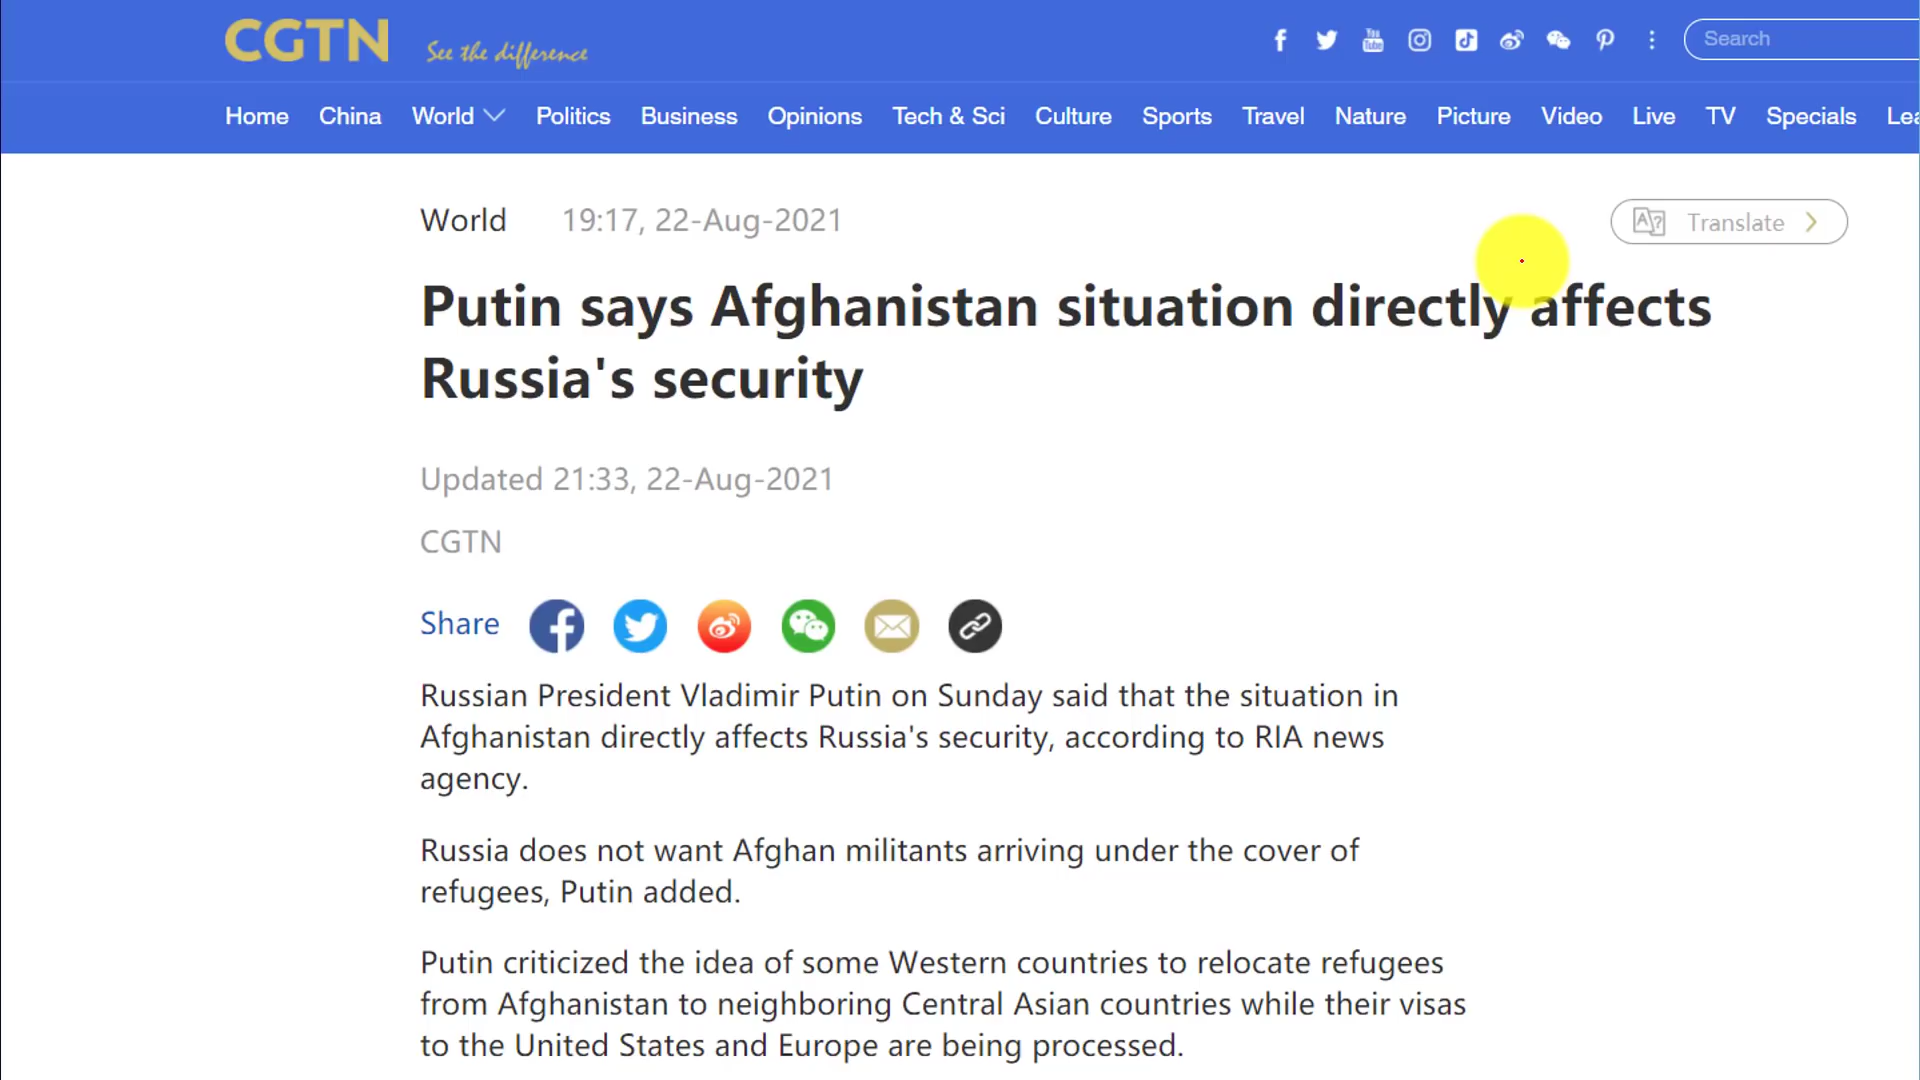 CGTN See the difference
Search
Home China World Politics Business Opinions Tech & Sci Culture Sports Travel Nature Picture Video Live TV Specials
World 19:17, 22-Aug-2021
Translate
Putin says Afghanistan situation directly affects
Russia's security
Updated 21:33, 22-Aug-2021
CGTN
Share
Russian President Vladimir Putin on Sunday said that the situation in
Afghanistan directly affects Russia's security, according to RIA news
agency.
Russia does not want Afghan militants arriving under the cover of
refugees, Putin added.
Putin criticized the idea of some Western countries to relocate refugees
from Afghanistan to neighboring Central Asian countries while their visas
to the United States and Europe are being processed.